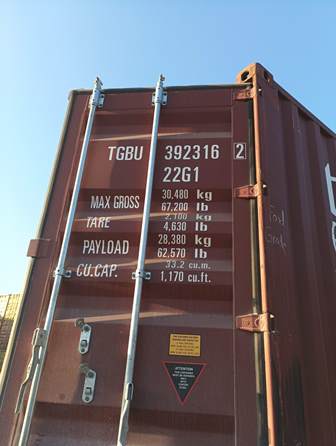 TGBU 392316 2
22G1
MAX GROSS 30,480 kg
67,200 lb
TARE 2,100 kg
4,630 lb
PAYLOAD 28,380 kg
62,570 lb
CU.CAP. 33.2 cu.m.
1,170 cu.ft.
ATTENTION